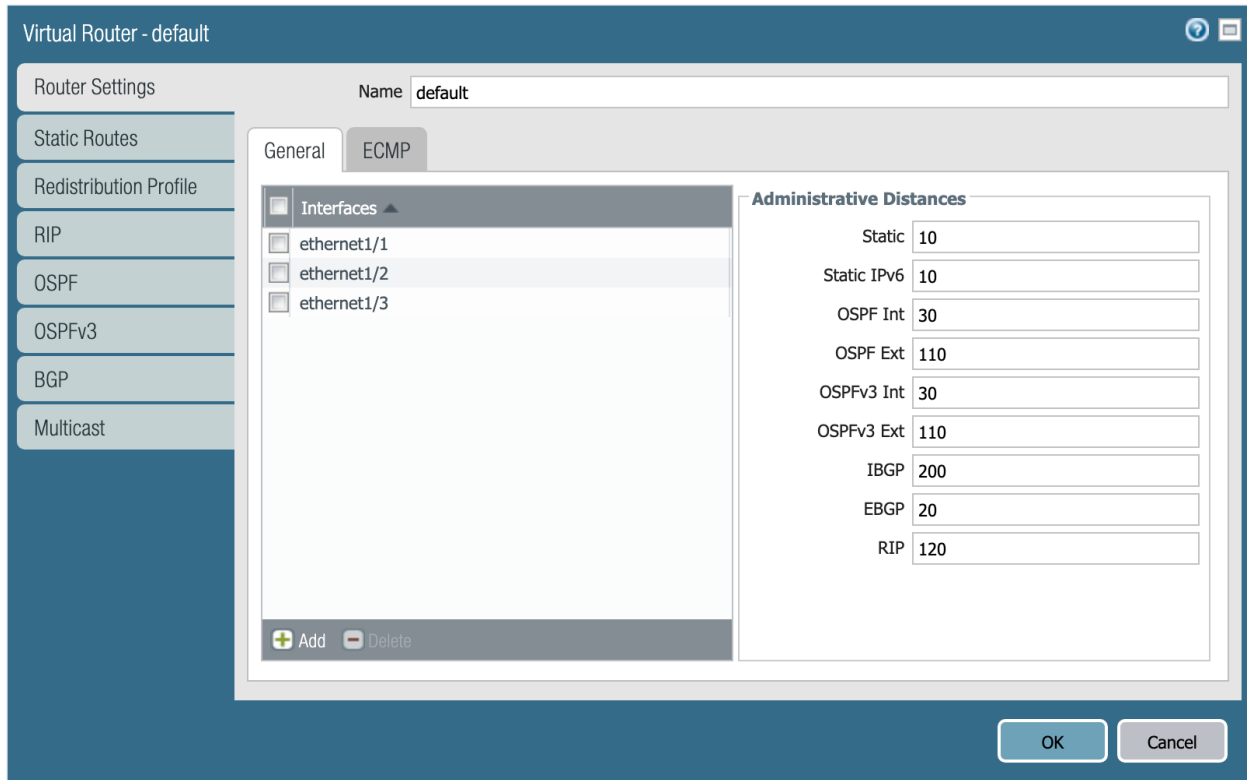 Virtual Router - default
Router Settings
Static Routes
Redistribution Profile
RIP
OSPF
OSPFv3
BGP
Multicast
Name default
General ECMP
Interfaces
ethernet1/1
ethernet1/2
ethernet1/3
Add Delete
Administrative Distances
Static 10
Static IPv6 10
OSPF Int 30
OSPF Ext 110
OSPFv3 Int 30
OSPFv3 Ext 110
IBGP 200
EBGP 20
RIP 120
OK Cancel